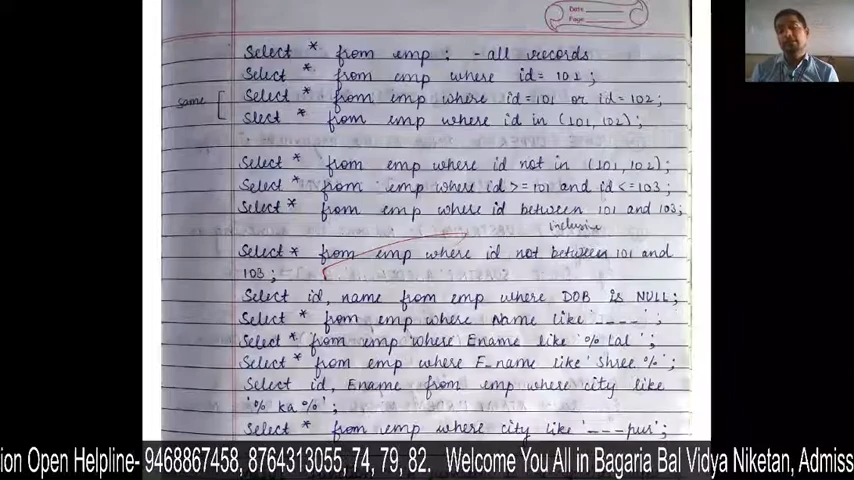 Date
Page
Select * from emp ; - all records
Select * from emp where id = 101 ;
same
Select * from emp where id = 101 or id = 102 ;
Slect * from emp where id in (101, 102) ;
Select * from emp where id not in (101, 102) ;
Select * from emp where id >= 101 and id <= 103 ;
Select * from emp where id between 101 and 103 ;
inclusive
Select * from emp where id not between 101 and
103 ;
Select id, name from emp where DOB is NULL ;
Select * from emp where Name like '_ _ _ _' ;
Select * from emp where Ename like '% Lal' ;
Select * from emp where E_name like 'Shree %' ;
Select id, Ename from emp where city like
'% ka %' ;
Select * from emp where city like '_ _ _ pur' ;
ion Open Helpline- 9468867458, 8764313055, 74, 79, 82. Welcome You All in Bagaria Bal Vidya Niketan, Admiss